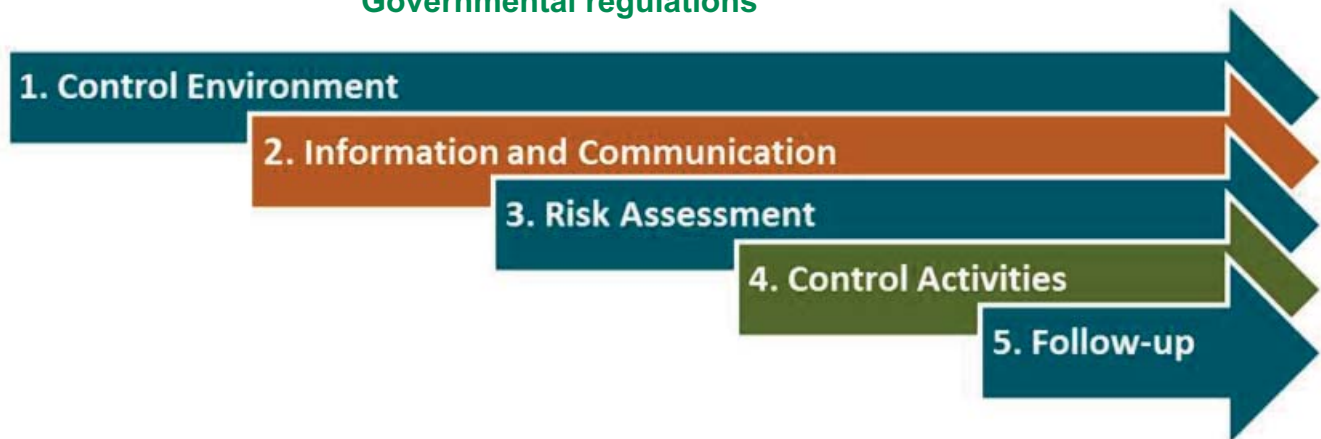 Governmental regulations
1. Control Environment
2. Information and Communication
3. Risk Assessment
4. Control Activities
5. Follow-up